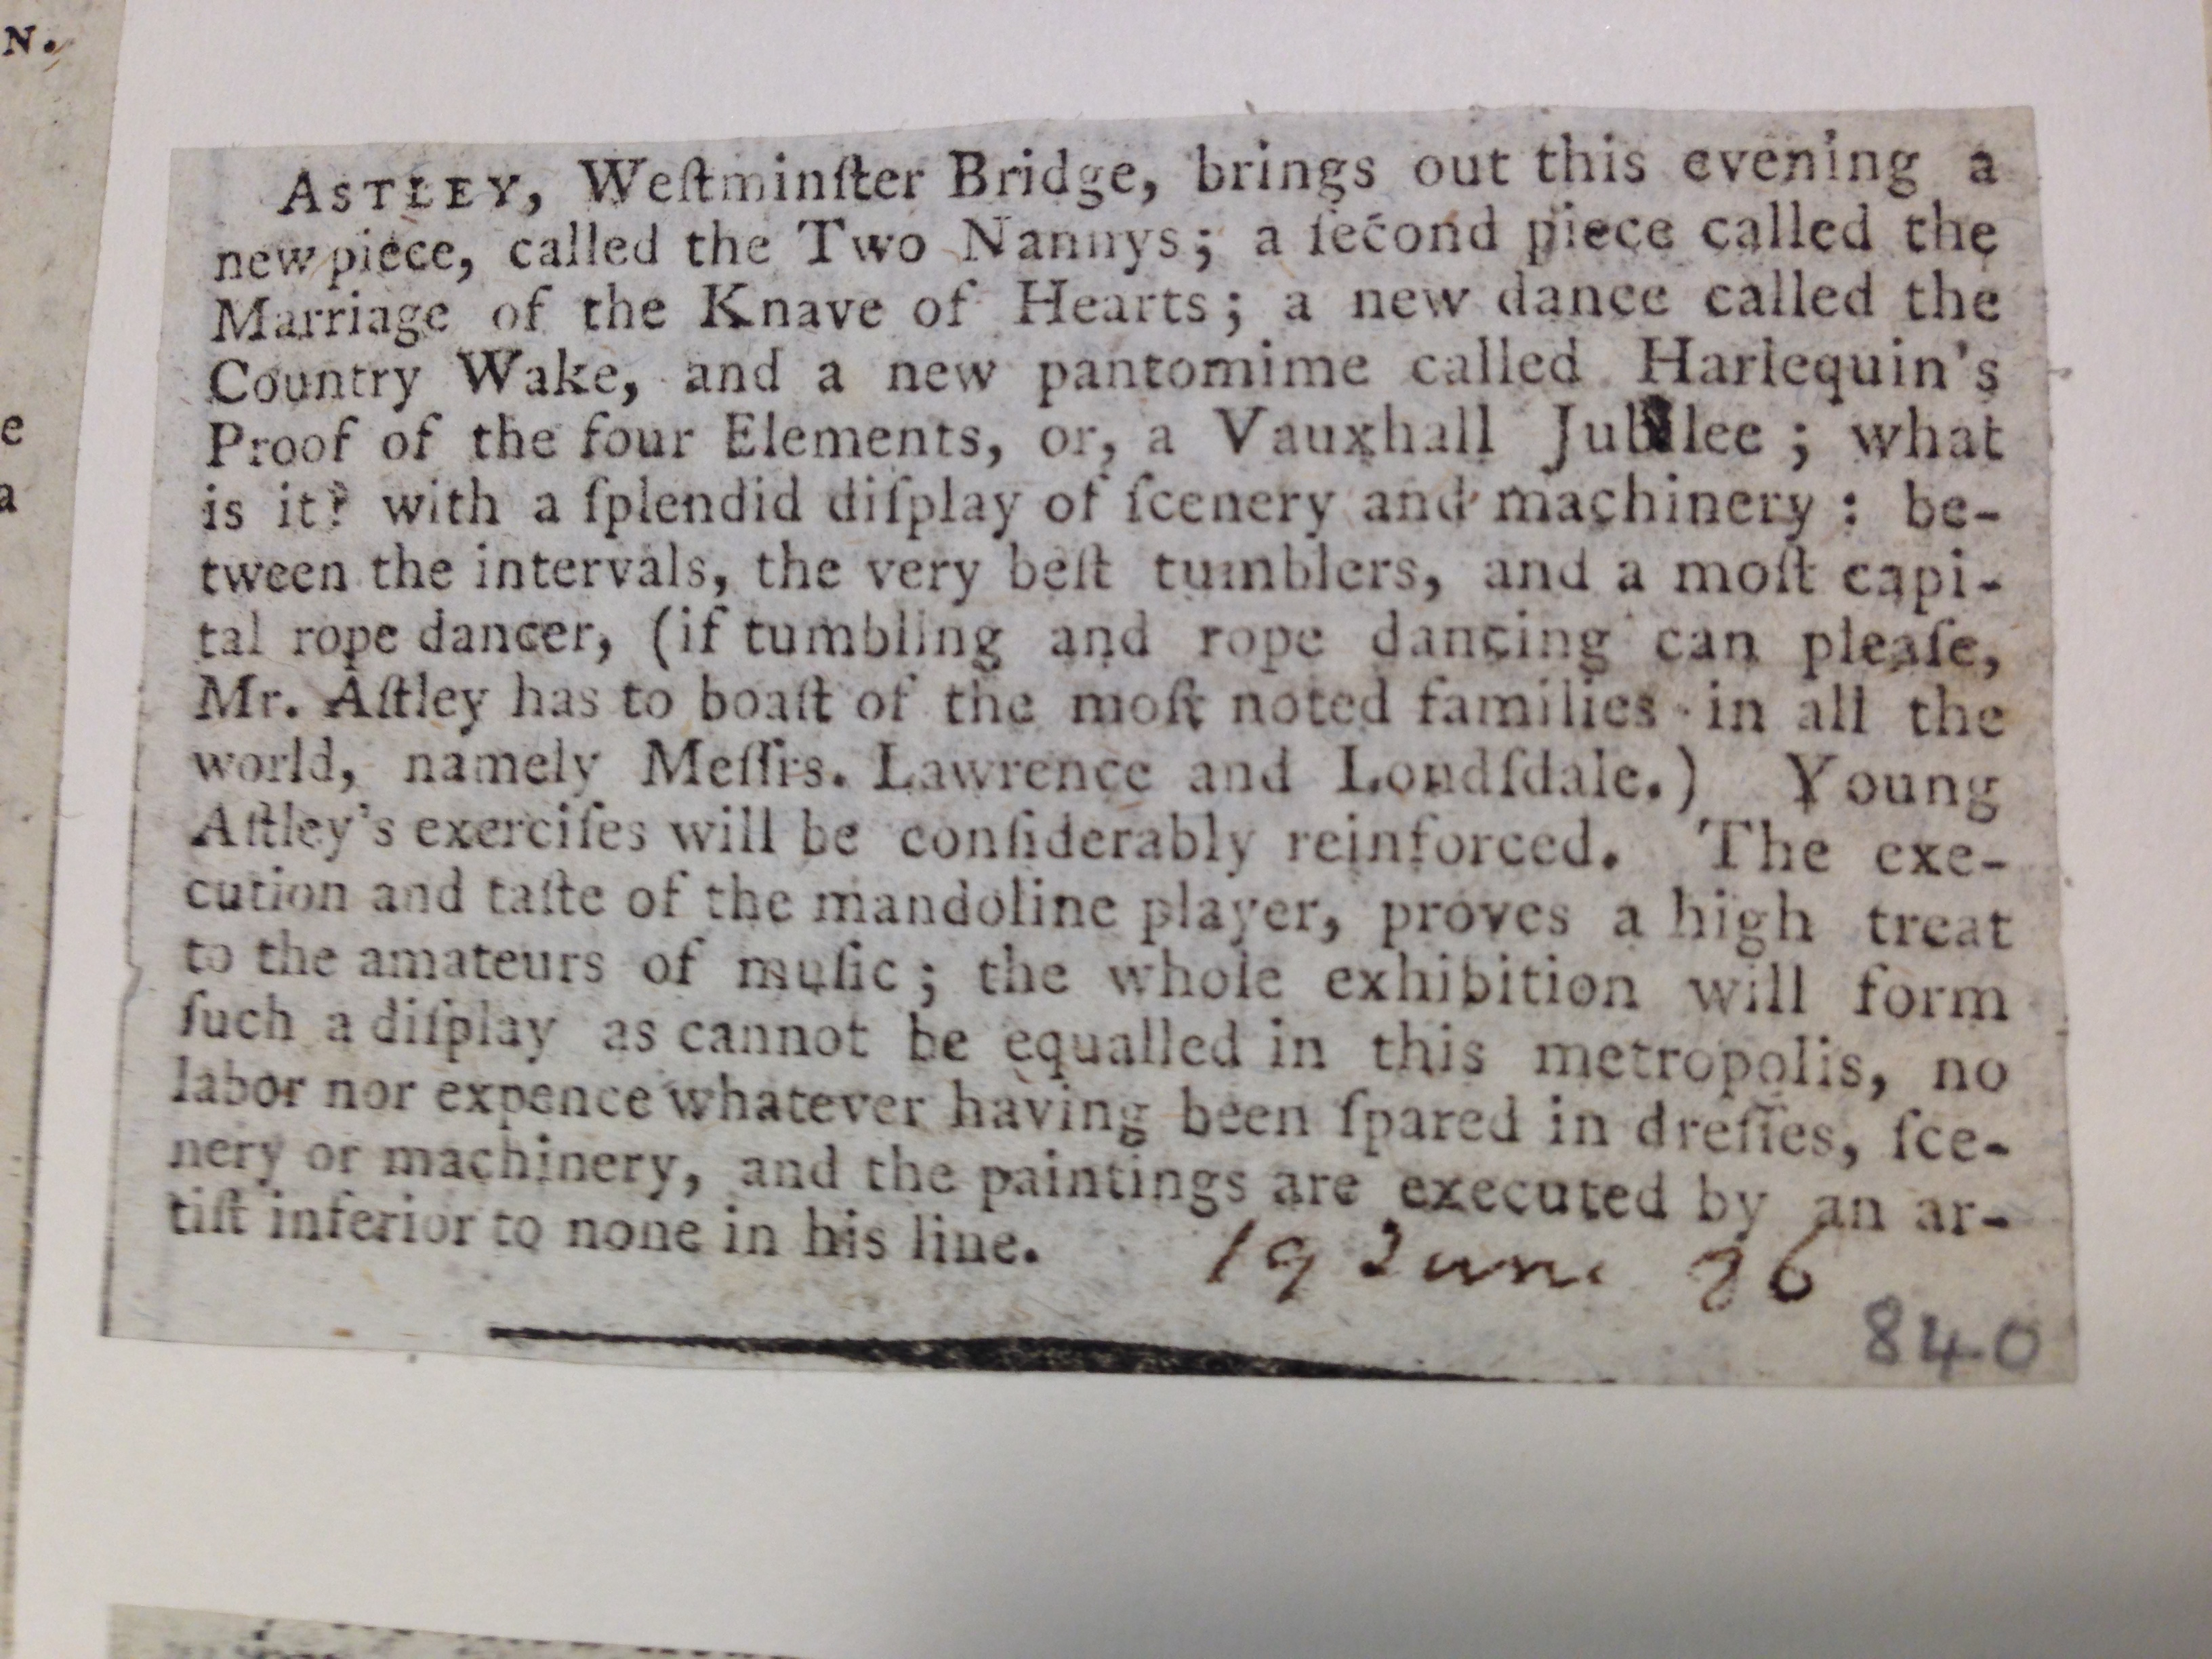 N.
e
a
ASTLEY, Weſtminſter Bridge, brings out this evening a
new piece, called the Two Nannys; a ſecond piece called the
Marriage of the Knave of Hearts; a new dance called the
Country Wake, and a new pantomime called Harlequin's
Proof of the four Elements, or, a Vauxhall Jubilee; what
is it? with a ſplendid diſplay of ſcenery and machinery: be-
tween the intervals, the very beſt tumblers, and a moſt capi-
tal rope dancer, (if tumbling and rope dancing can pleaſe,
Mr. Aſtley has to boaſt of the moſt noted families in all the
world, namely Meſſrs. Lawrence and Londſdale.) Young
Aſtley's exerciſes will be conſiderably reinforced. The exe-
cution and taſte of the mandoline player, proves a high treat
to the amateurs of muſic; the whole exhibition will form
ſuch a diſplay as cannot be equalled in this metropolis, no
labor nor expence whatever having been ſpared in dreſſes, ſce-
nery or machinery, and the paintings are executed by an ar-
tiſt inferior to none in his line.
19 June 86
840